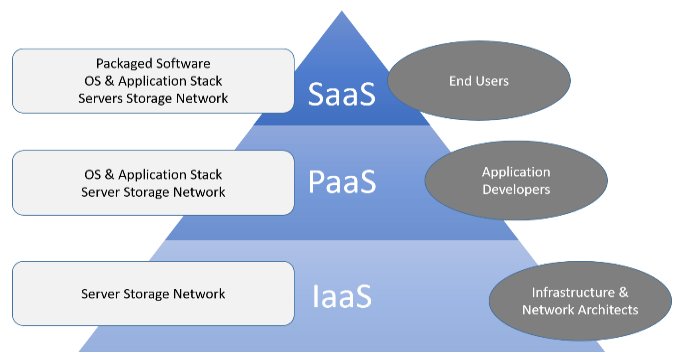 Packaged Software
OS & Application Stack
Servers Storage Network
SaaS
End Users
OS & Application Stack
Server Storage Network
PaaS
Application
Developers
Server Storage Network
IaaS
Infrastructure &
Network Architects